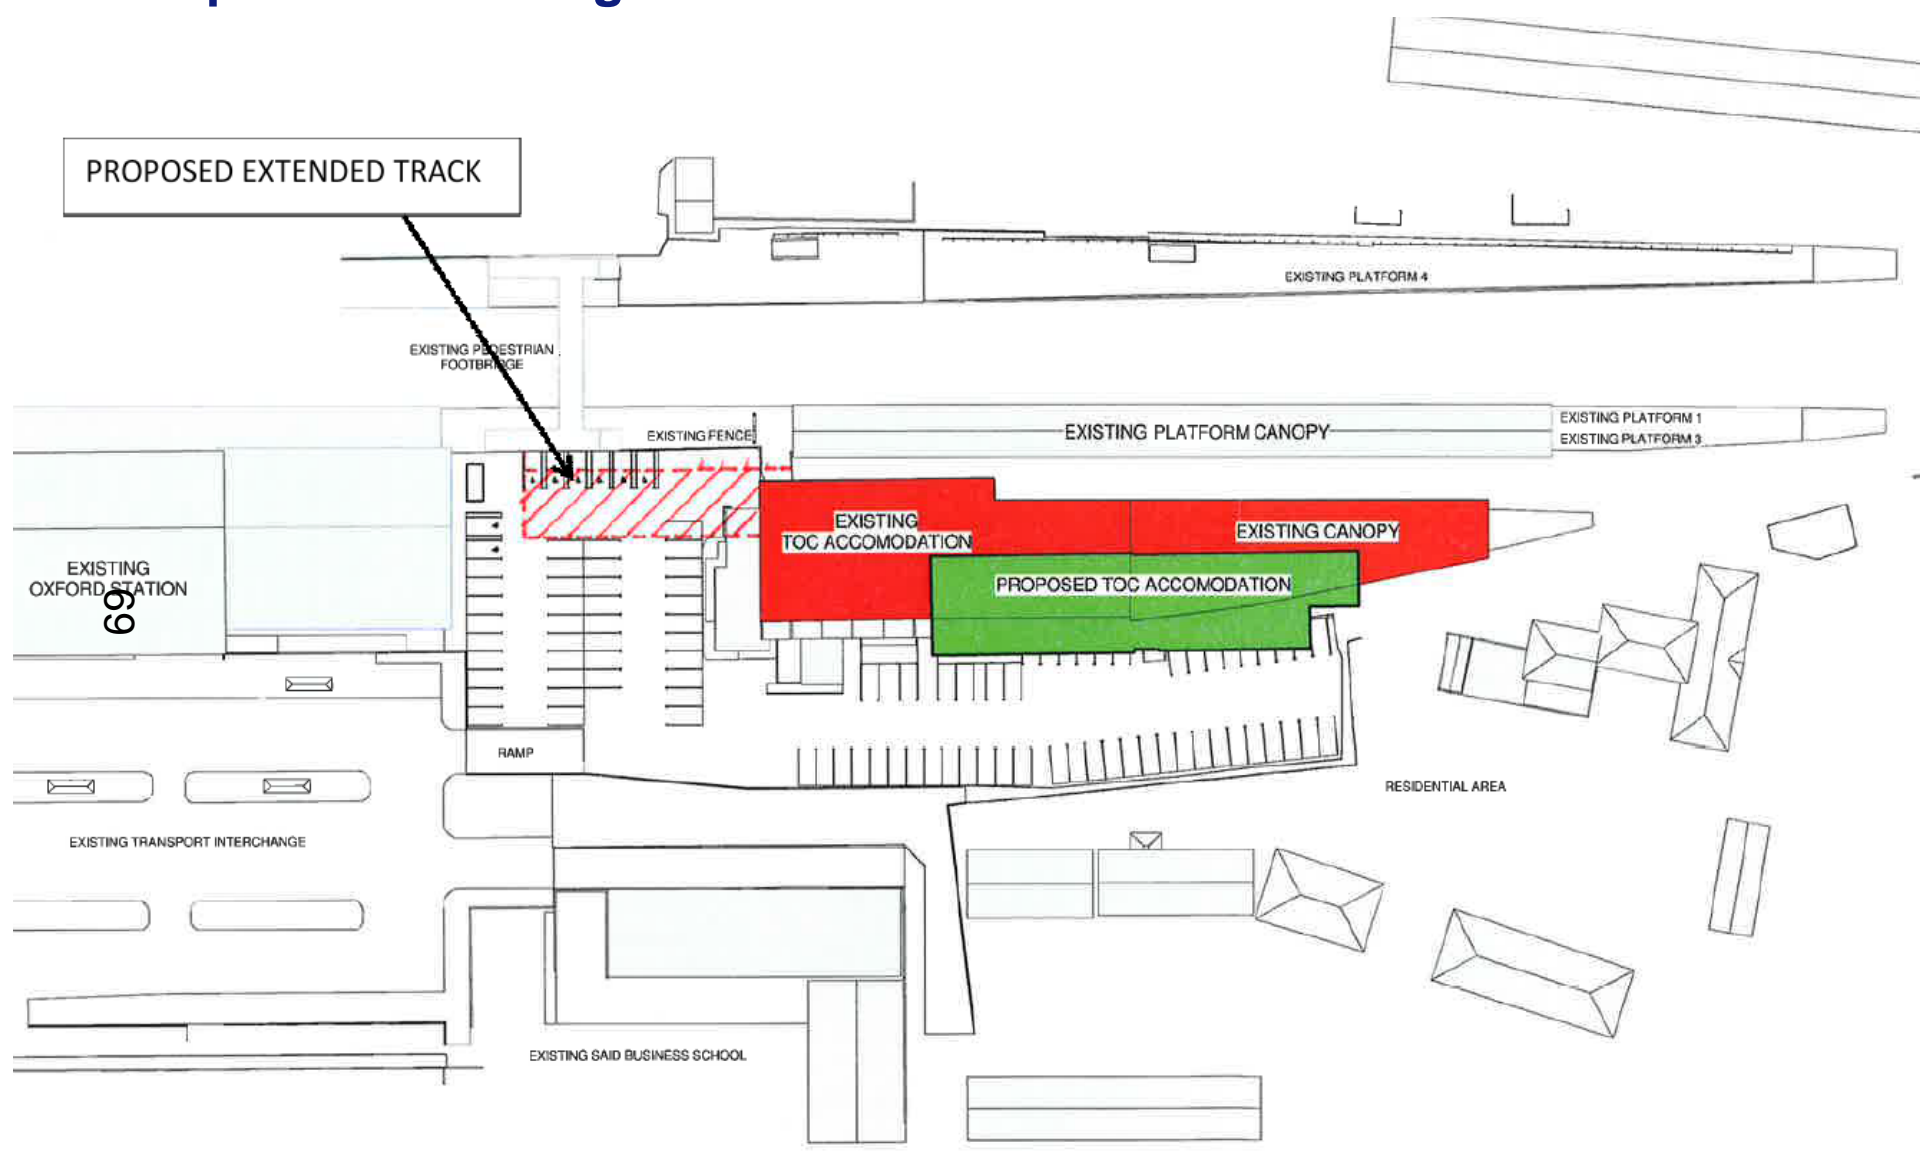 PROPOSED EXTENDED TRACK
EXISTING PLATFORM 4
EXISTING PEDESTRIAN
FOOTBRIDGE
EXISTING FENCE
EXISTING PLATFORM CANOPY
EXISTING PLATFORM 1
EXISTING PLATFORM 3
EXISTING
TOC ACCOMODATION
EXISTING CANOPY
EXISTING
OXFORD STATION
69
PROPOSED TOC ACCOMODATION
RAMP
RESIDENTIAL AREA
EXISTING TRANSPORT INTERCHANGE
EXISTING SAID BUSINESS SCHOOL